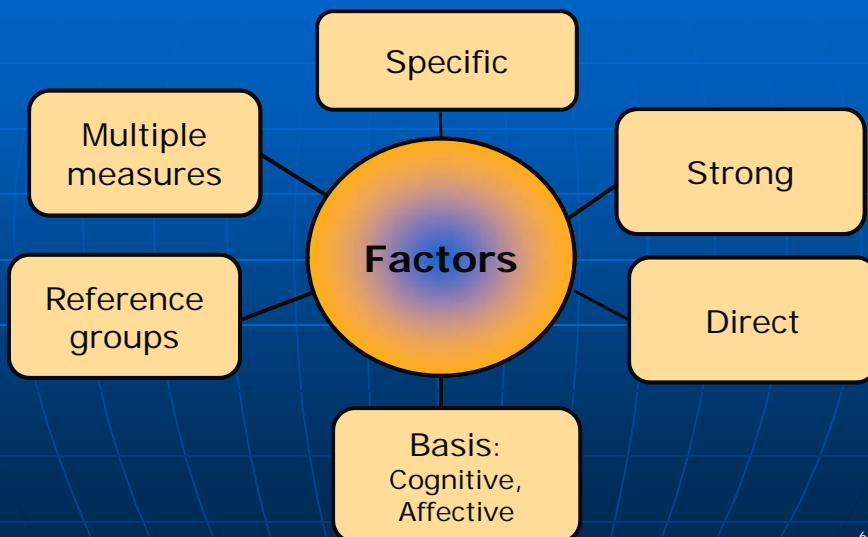 Specific
Multiple
measures
Strong
Factors
Reference
groups
Direct
Basis:
Cognitive,
Affective